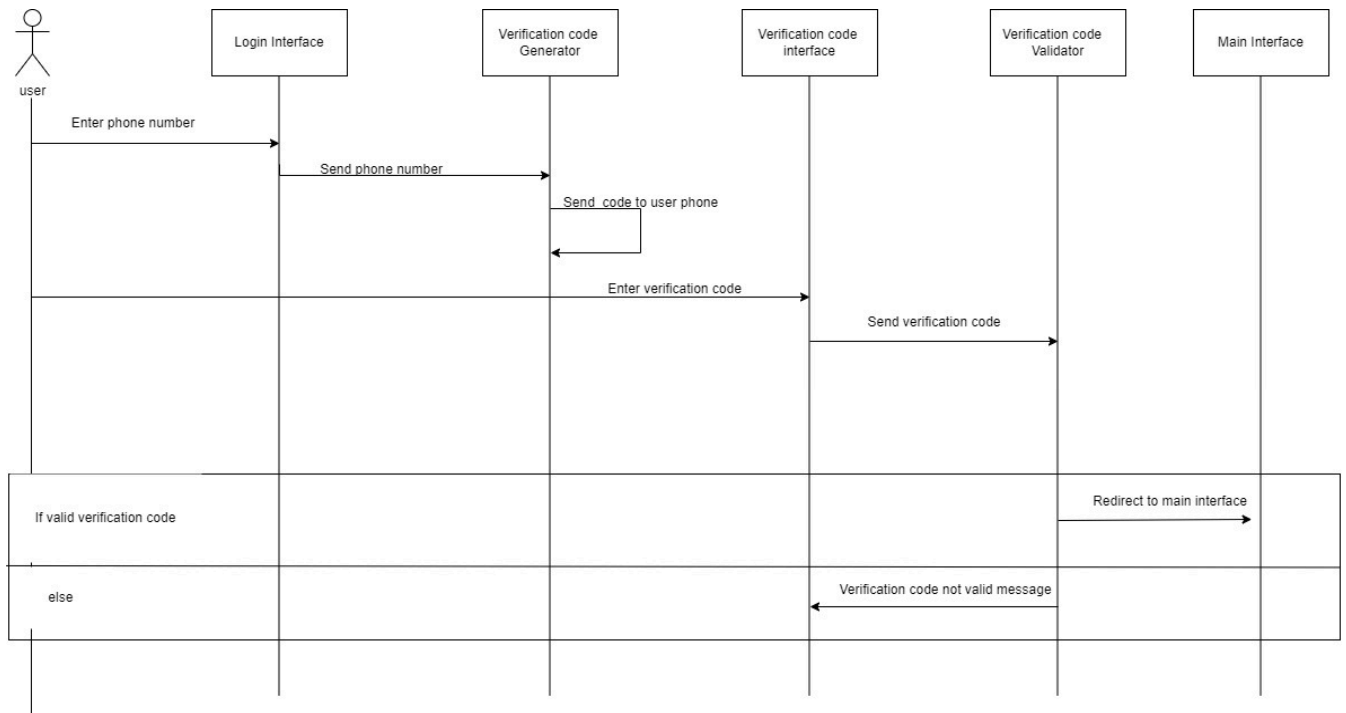 user
Login Interface
Verification code
Generator
Verification code
interface
Verification code
Validator
Main Interface
Enter phone number
Send phone number
Send code to user phone
Enter verification code
Send verification code
If valid verification code
Redirect to main interface
else
Verification code not valid message